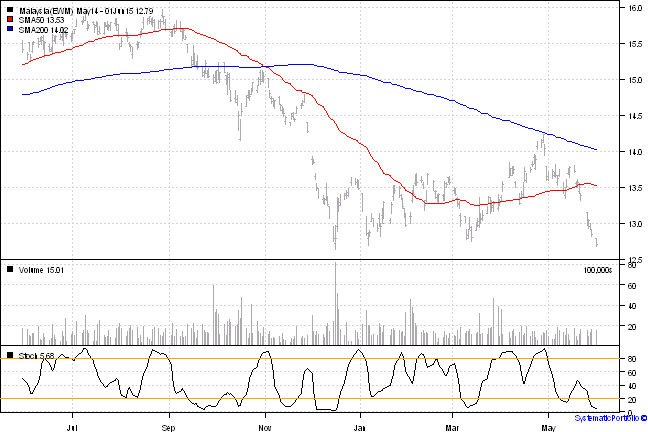 Malaysia (EWM) May14 - 01Jun15 12.79
SMA50 13.53
SMA200 14.02
16.0
15.5
15.0
14.5
14.0
13.5
13.0
12.5
Volume 15.01
100,000s
80
60
40
20
Stoch 5.68
80
60
40
20
0
Jul Sep Nov Jan Mar May
SystematicPortfolio ©